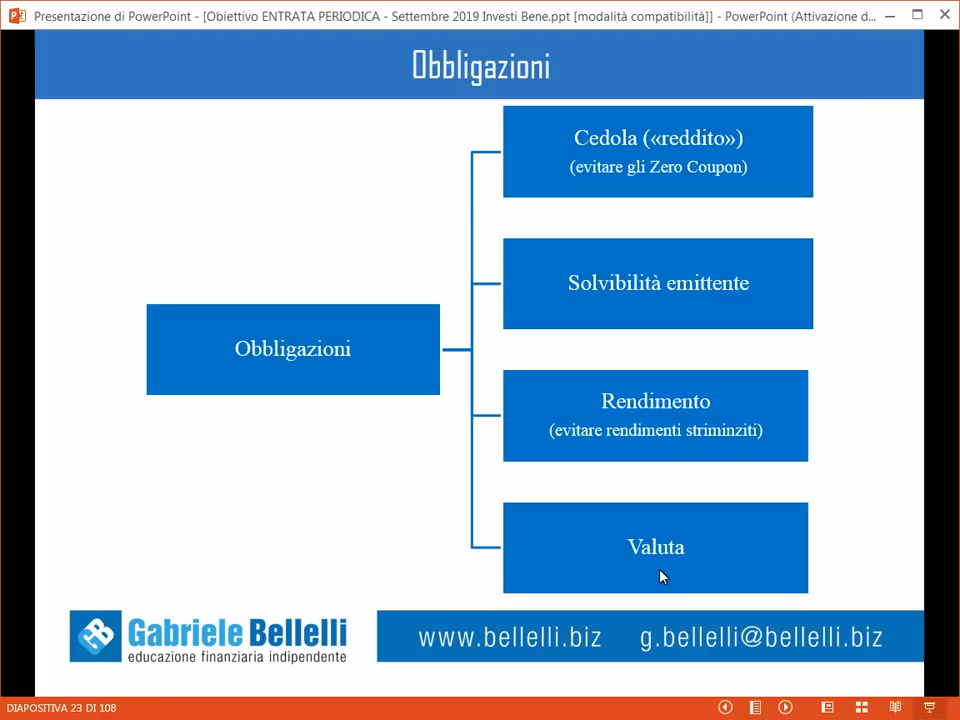 Presentazione di PowerPoint - [Obiettivo ENTRATA PERIODICA - Settembre 2019 Investi Bene.ppt [modalità compatibilità]] - PowerPoint (Attivazione d...
Obbligazioni
Cedola («reddito»)
(evitare gli Zero Coupon)
Solvibilità emittente
Obbligazioni
Rendimento
(evitare rendimenti striminziti)
Valuta
Gabriele Bellelli
educazione finanziaria indipendente
www.bellelli.biz g.bellelli@bellelli.biz
DIAPOSITIVA 23 DI 108